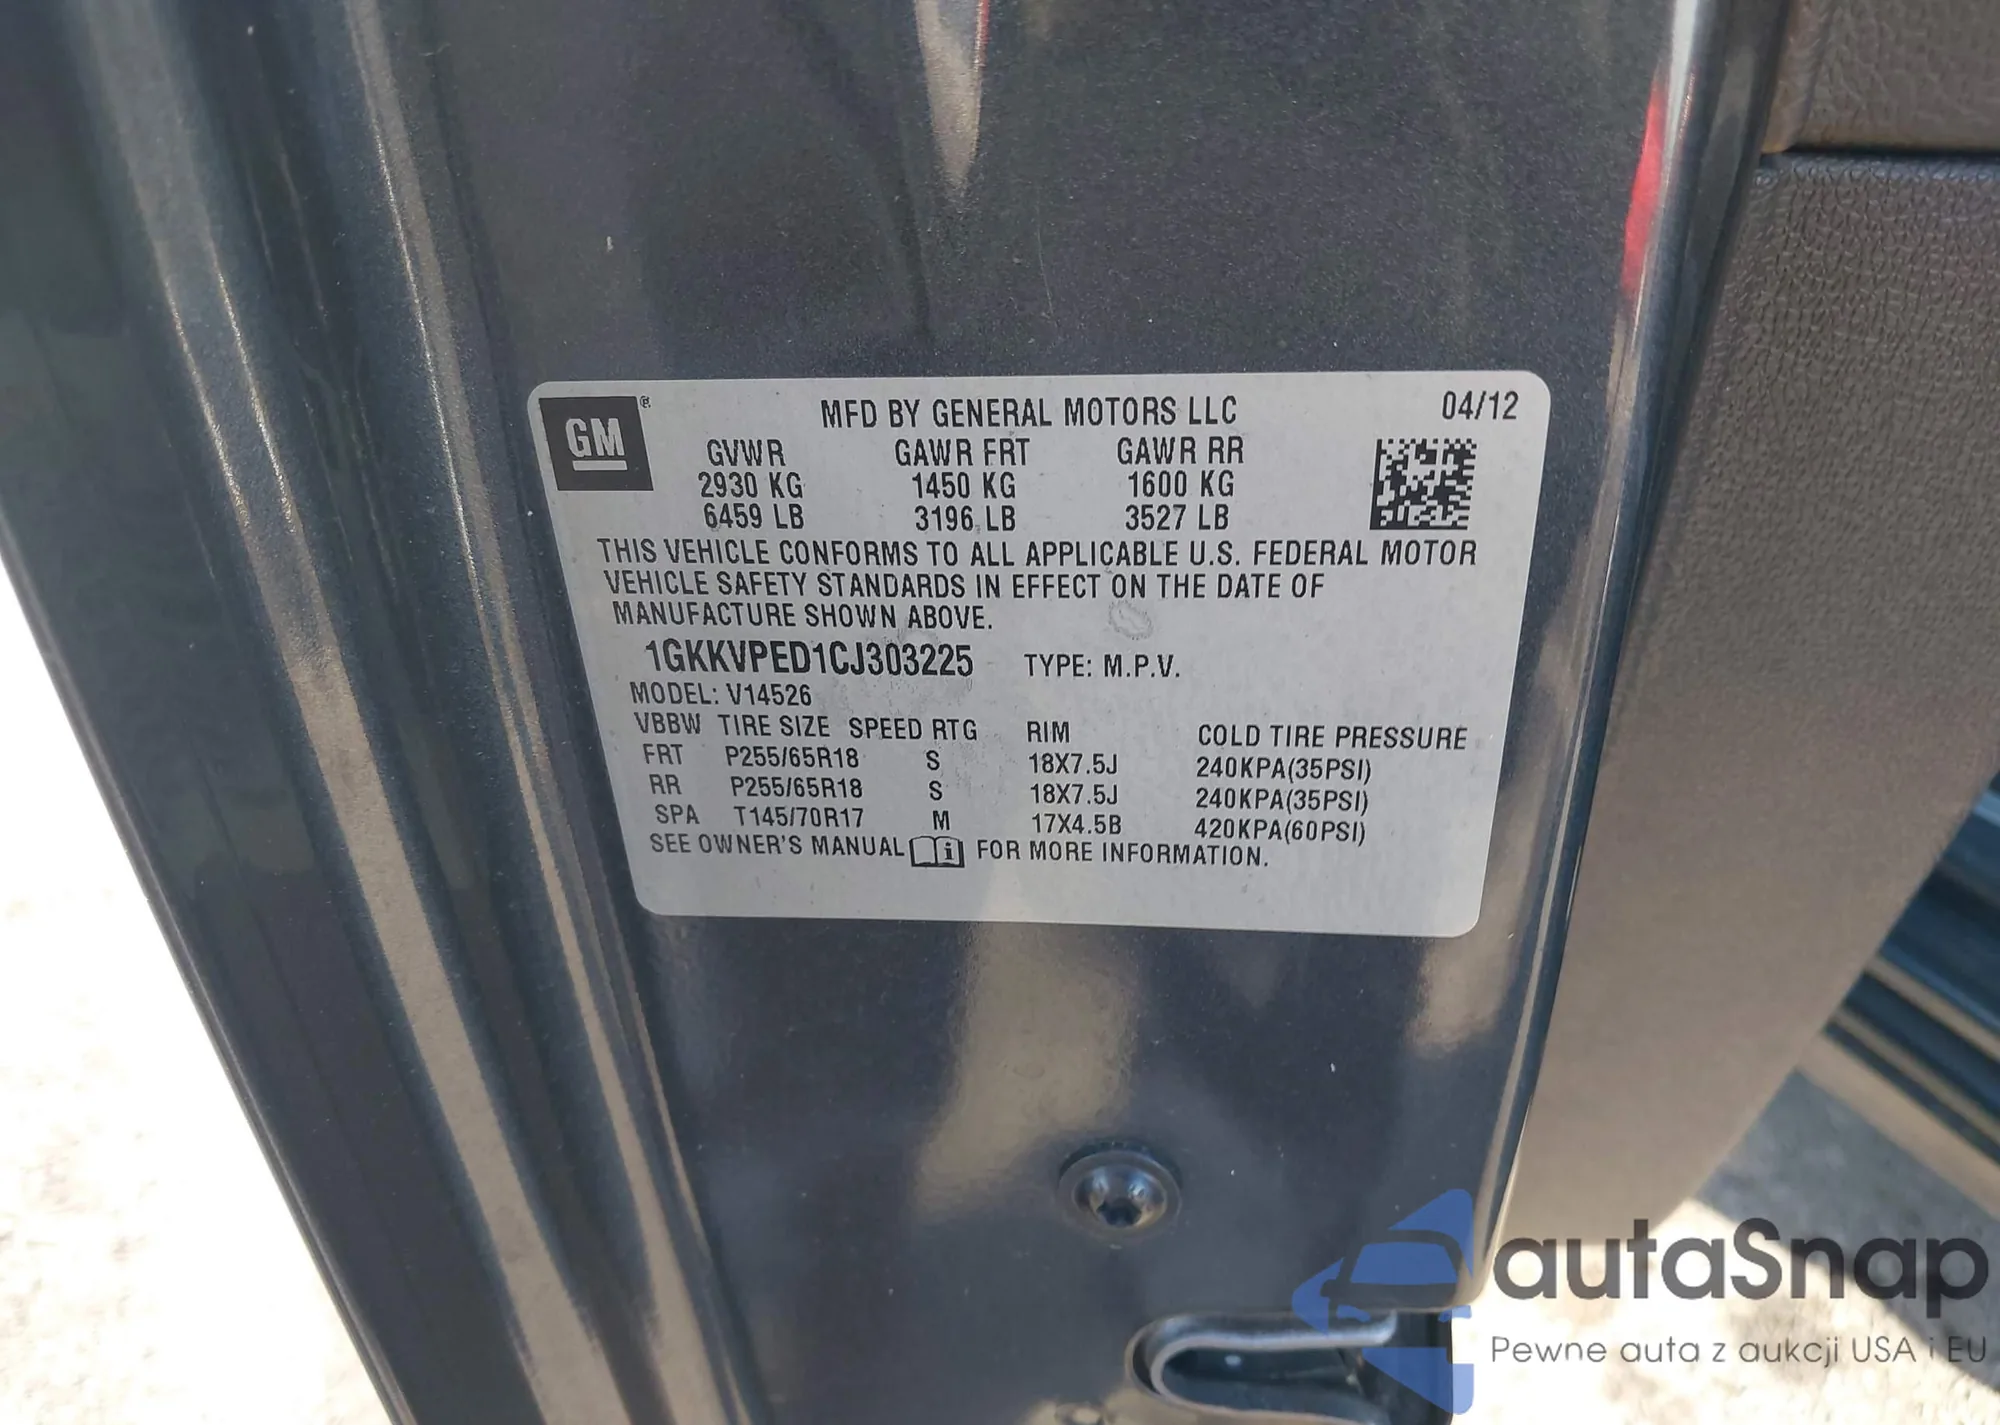 GM ® MFD BY GENERAL MOTORS LLC 04/12
GVWR GAWR FRT GAWR RR
2930 KG 1450 KG 1600 KG
6459 LB 3196 LB 3527 LB
THIS VEHICLE CONFORMS TO ALL APPLICABLE U.S. FEDERAL MOTOR
VEHICLE SAFETY STANDARDS IN EFFECT ON THE DATE OF
MANUFACTURE SHOWN ABOVE.
1GKKVPED1CJ303225 TYPE: M.P.V.
MODEL: V14526
VBBW TIRE SIZE SPEED RTG RIM COLD TIRE PRESSURE
FRT P255/65R18 S 18X7.5J 240KPA(35PSI)
RR P255/65R18 S 18X7.5J 240KPA(35PSI)
SPA T145/70R17 M 17X4.5B 420KPA(60PSI)
SEE OWNER'S MANUAL i FOR MORE INFORMATION.
autaSnap
Pewne auta z aukcji USA i EU